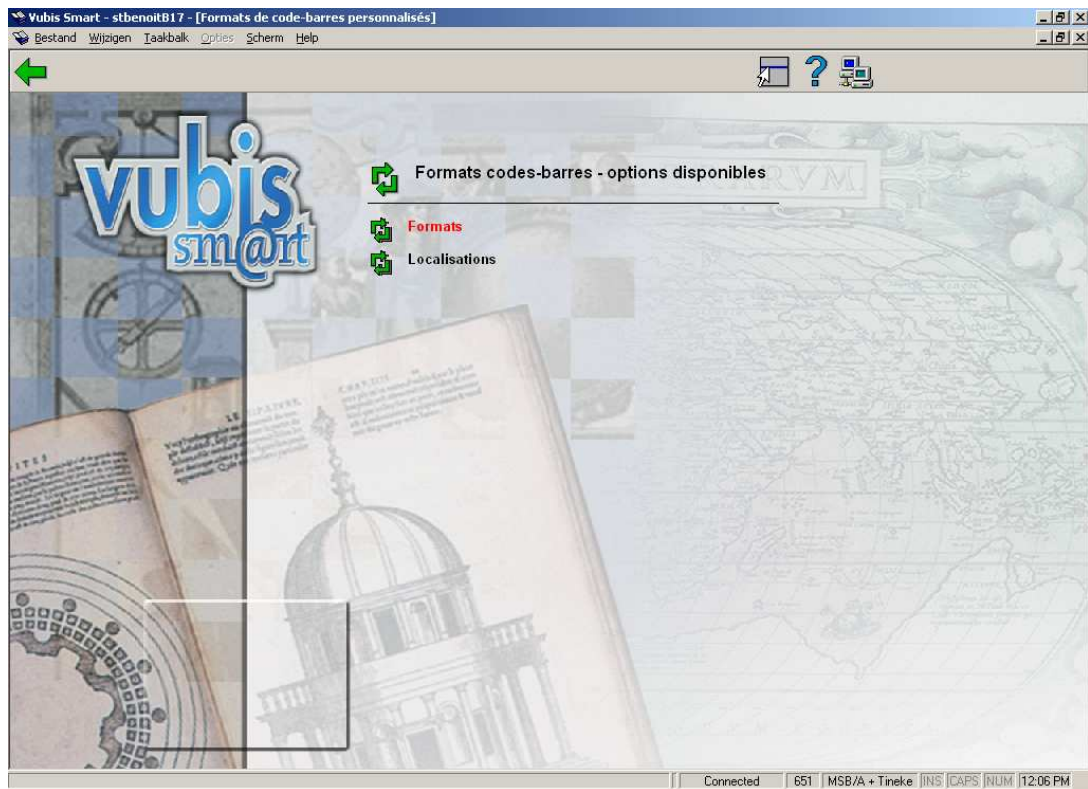 Vubis Smart - stbenoitB17 - [Formats de code-barres personnalisés]
Bestand Wijzigen Taakbalk Opties Scherm Help
vubis
sm@rt
Formats codes-barres - options disponibles
Formats
Localisations
Connected 651 MSB/A + Tineke INS CAPS NUM 12:06 PM